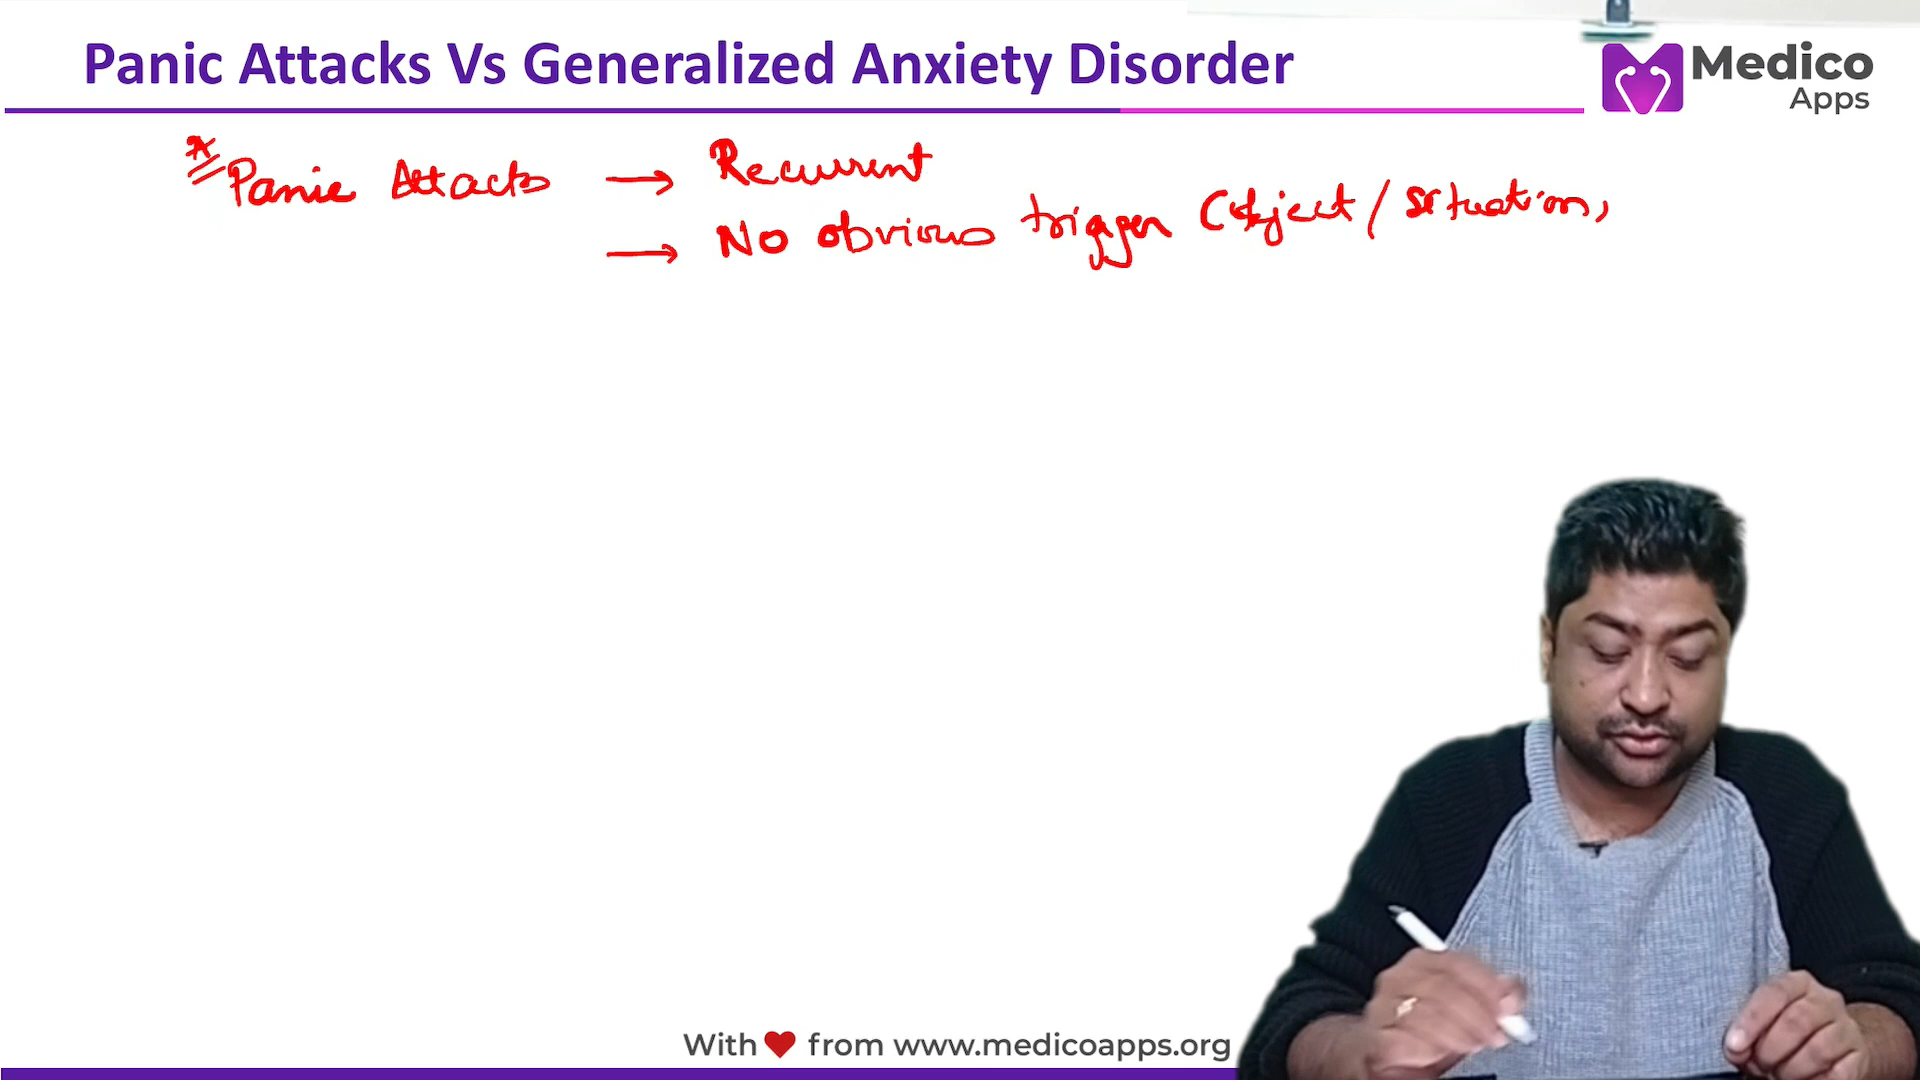 Panic Attacks Vs Generalized Anxiety Disorder
Medico
Apps
Panic Attacks → Recurrent
→ No obvious trigger (Object / situation,
With ❤ from www.medicoapps.org